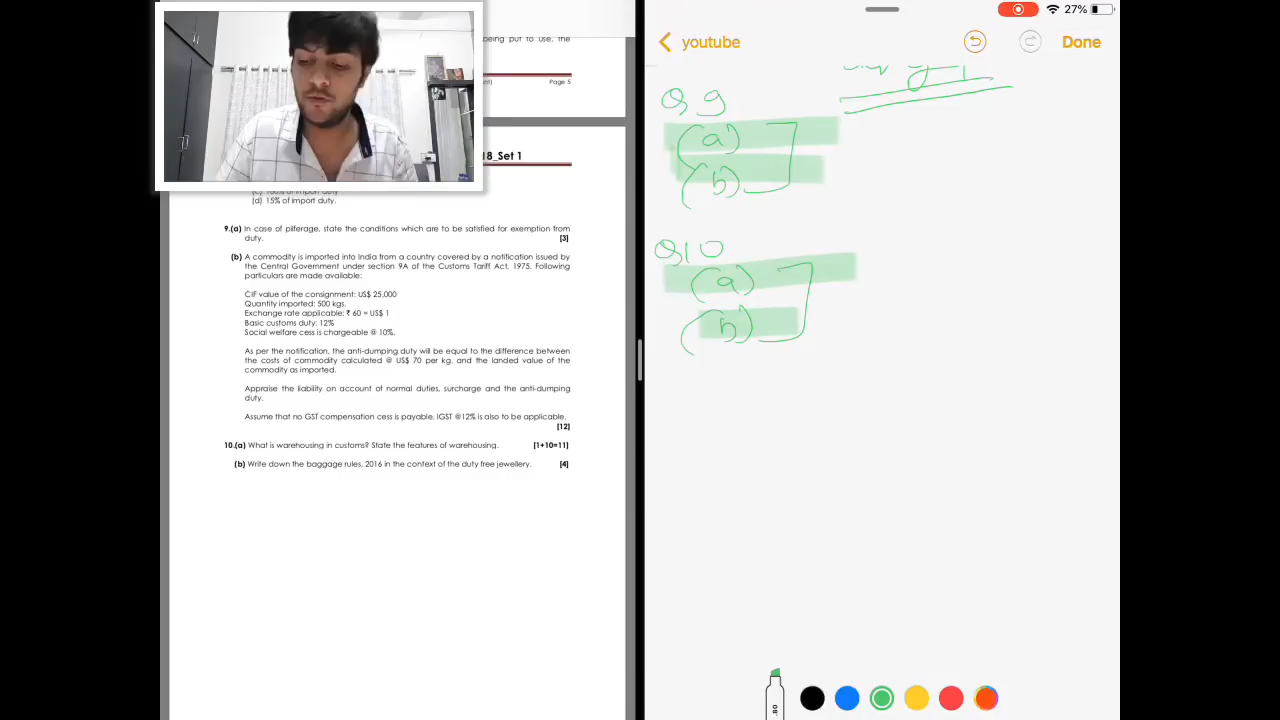 being put to use, the
Page 5
18_Set 1
(d) 15% of import duty.
9.(a) In case of pilferage, state the conditions which are to be satisfied for exemption from
duty. [3]
(b) A commodity is imported into India from a country covered by a notification issued by
the Central Government under section 9A of the Customs Tariff Act, 1975. Following
particulars are made available:
CIF value of the consignment: US$ 25,000
Quantity imported: 500 kgs.
Exchange rate applicable: ₹ 60 = US$ 1
Basic customs duty: 12%
Social welfare cess is chargeable @ 10%.
As per the notification, the anti-dumping duty will be equal to the difference between
the costs of commodity calculated @ US$ 70 per kg. and the landed value of the
commodity as imported.
Appraise the liability on account of normal duties, surcharge and the anti-dumping
duty.
Assume that no GST compensation cess is payable. IGST @12% is also to be applicable.
[12]
10.(a) What is warehousing in customs? State the features of warehousing. [1+10=11]
(b) Write down the baggage rules, 2016 in the context of the duty free jewellery. [4]
27%
youtube
Done
Q 9
(a)
(b)
Q10
(a)
(b)
80